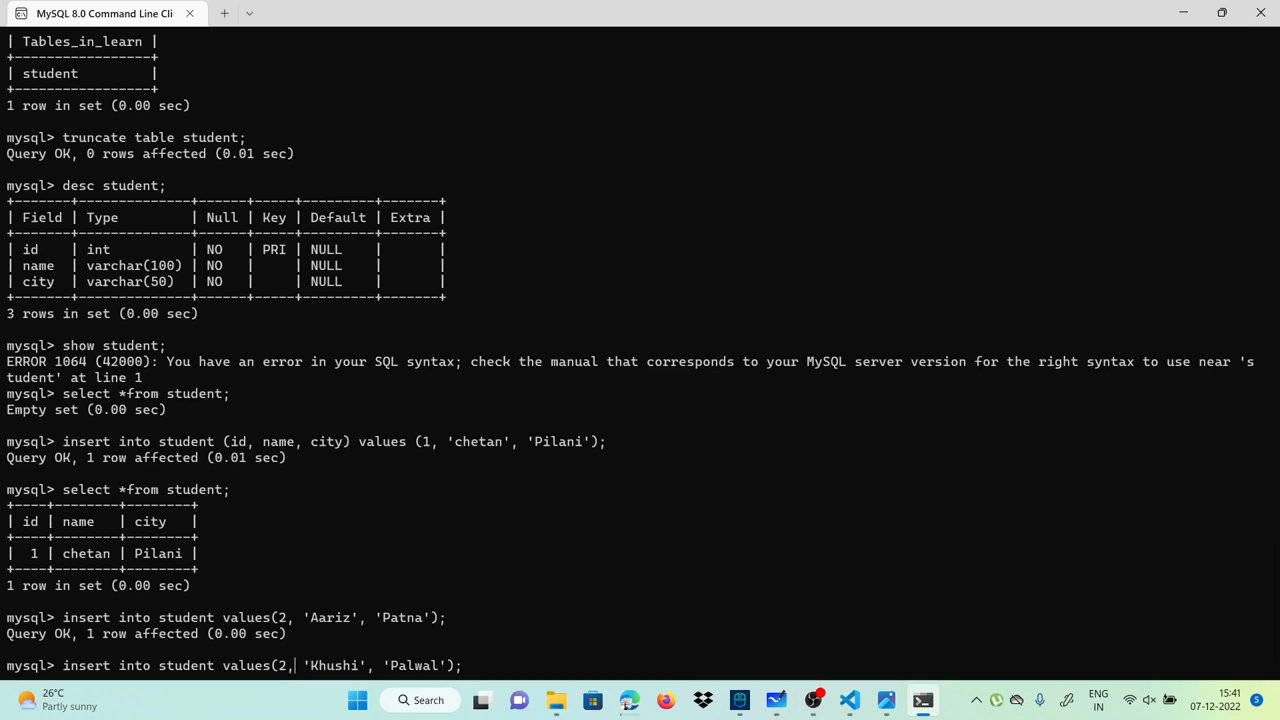 MySQL 8.0 Command Line Cli
| Tables_in_learn |
+-----------------+
| student         |
+-----------------+
1 row in set (0.00 sec)
mysql> truncate table student;
Query OK, 0 rows affected (0.01 sec)
mysql> desc student;
+-------+--------------+------+-----+---------+-------+
| Field | Type         | Null | Key | Default | Extra |
+-------+--------------+------+-----+---------+-------+
| id    | int          | NO   | PRI | NULL    |       |
| name  | varchar(100) | NO   |     | NULL    |       |
| city  | varchar(50)  | NO   |     | NULL    |       |
+-------+--------------+------+-----+---------+-------+
3 rows in set (0.00 sec)
mysql> show student;
ERROR 1064 (42000): You have an error in your SQL syntax; check the manual that corresponds to your MySQL server version for the right syntax to use near 's
tudent' at line 1
mysql> select *from student;
Empty set (0.00 sec)
mysql> insert into student (id, name, city) values (1, 'chetan', 'Pilani');
Query OK, 1 row affected (0.01 sec)
mysql> select *from student;
+----+--------+--------+
| id | name   | city   |
+----+--------+--------+
|  1 | chetan | Pilani |
+----+--------+--------+
1 row in set (0.00 sec)
mysql> insert into student values(2, 'Aariz', 'Patna');
Query OK, 1 row affected (0.00 sec)
mysql> insert into student values(2, 'Khushi', 'Palwal');
26°C
Partly sunny
Search
ENG
IN
15:41
07-12-2022
5